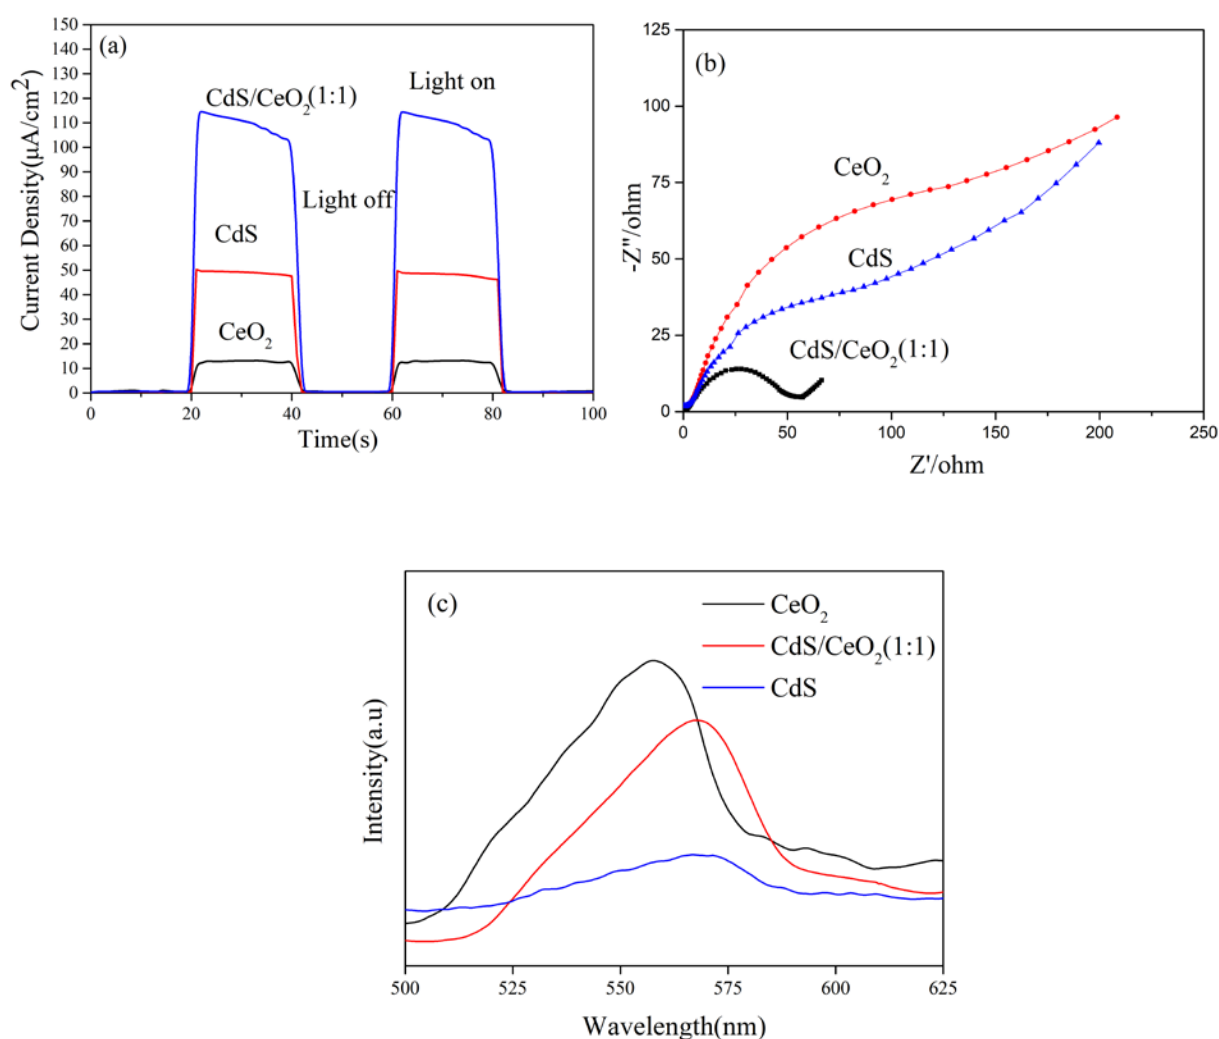 (a)
Current Density(μA/cm²)
150
140
130
120
110
100
90
80
70
60
50
40
30
20
10
0
CdS/CeO₂(1:1)
Light on
Light off
CdS
CeO₂
0 20 40 60 80 100
Time(s)
(b)
-Z"/ohm
125
100
75
50
25
0
CeO₂
CdS
CdS/CeO₂(1:1)
0 50 100 150 200 250
Z'/ohm
(c)
Intensity(a.u)
CeO₂
CdS/CeO₂(1:1)
CdS
500 525 550 575 600 625
Wavelength(nm)